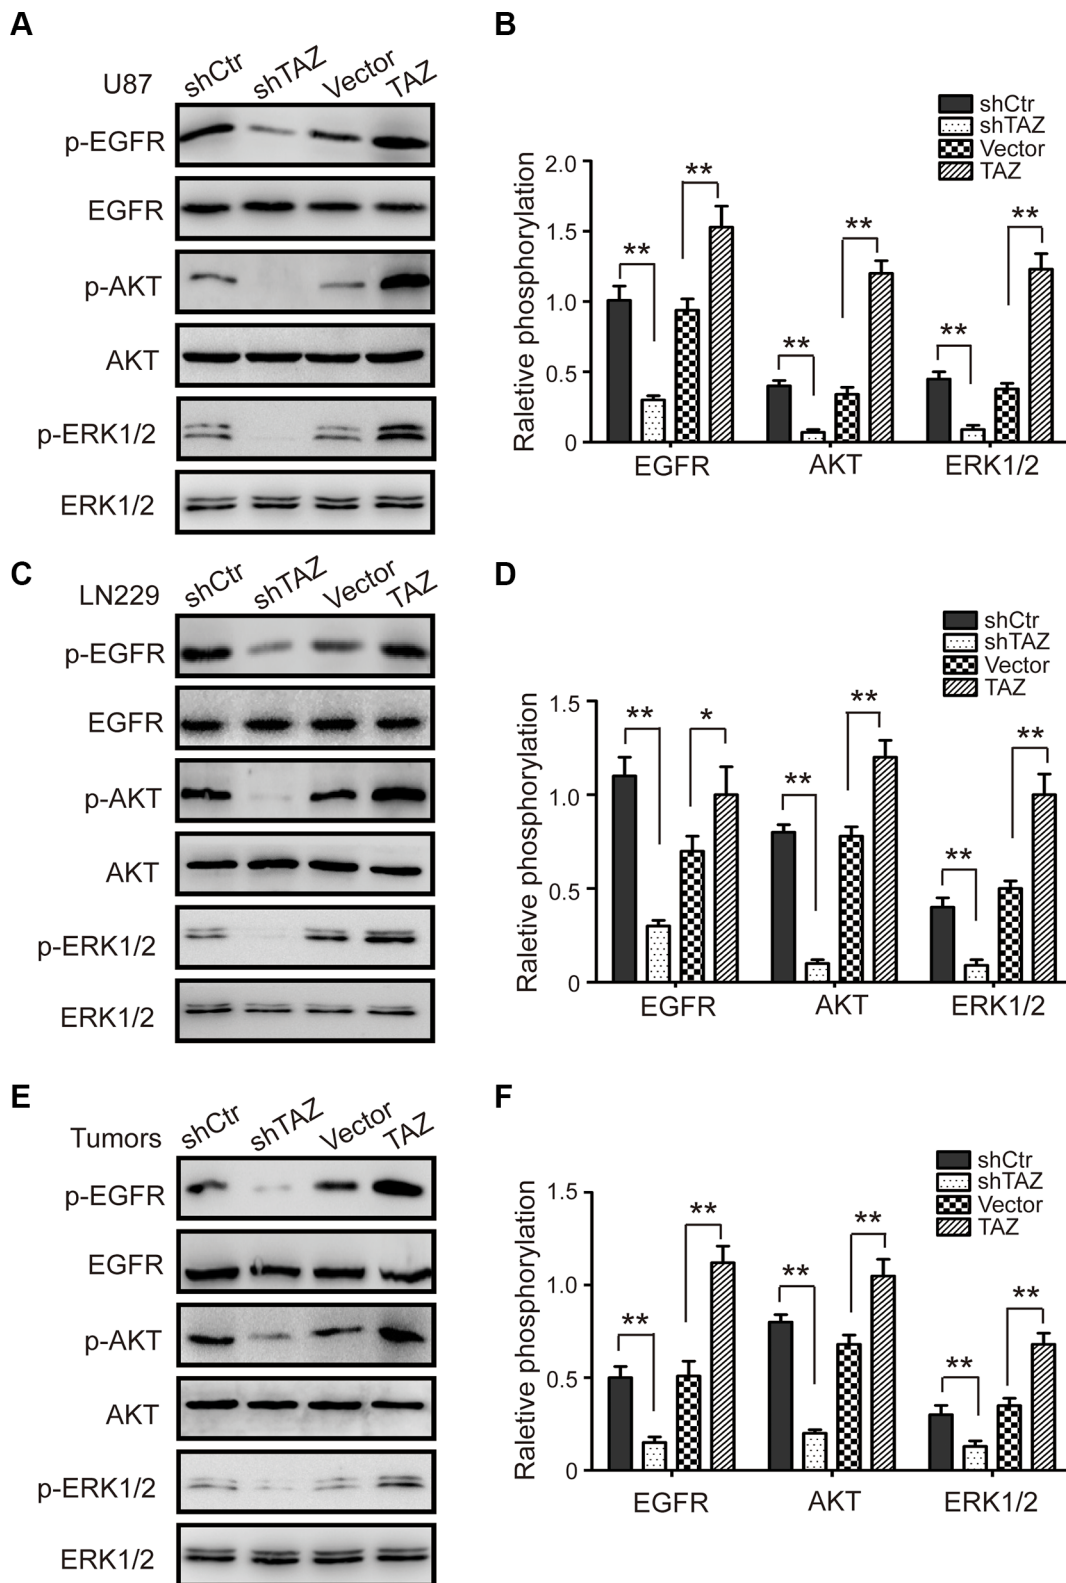 A
U87
shCtr
shTAZ
Vector
TAZ
p-EGFR
EGFR
p-AKT
AKT
p-ERK1/2
ERK1/2
B
shCtr
shTAZ
Vector
TAZ
Raletive phosphorylation
2.0
1.5
1.0
0.5
0
**
**
**
**
**
**
EGFR
AKT
ERK1/2
C
LN229
shCtr
shTAZ
Vector
TAZ
p-EGFR
EGFR
p-AKT
AKT
p-ERK1/2
ERK1/2
D
shCtr
shTAZ
Vector
TAZ
Raletive phosphorylation
1.5
1.0
0.5
0
**
*
**
**
**
**
EGFR
AKT
ERK1/2
E
Tumors
shCtr
shTAZ
Vector
TAZ
p-EGFR
EGFR
p-AKT
AKT
p-ERK1/2
ERK1/2
F
shCtr
shTAZ
Vector
TAZ
Raletive phosphorylation
1.5
1.0
0.5
0
**
**
**
**
**
**
EGFR
AKT
ERK1/2